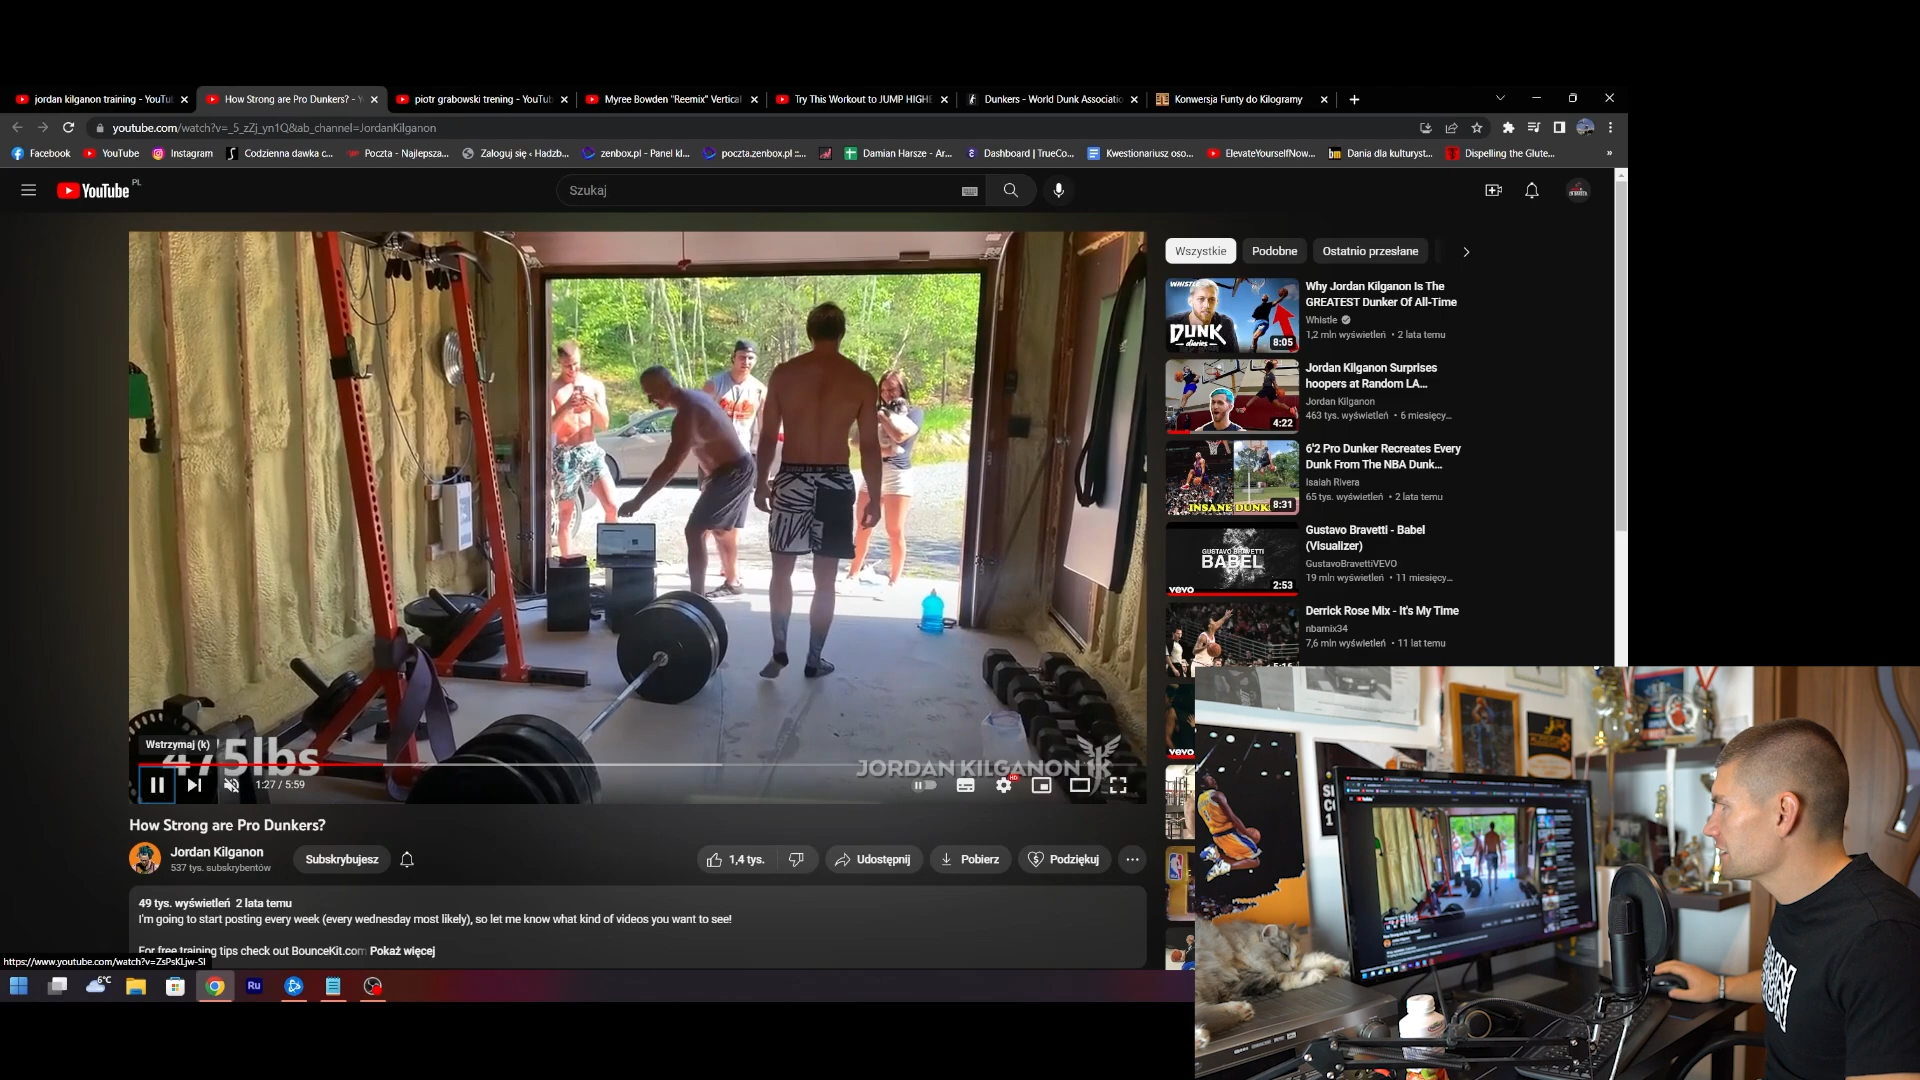 jordan kilganon training - YouTu
How Strong are Pro Dunkers? - Y
piotr grabowski trening - YouTub
Myree Bowden "Reemix" Vertical
Try This Workout to JUMP HIGHE
Dunkers - World Dunk Associatio
Konwersja Funty do Kilogramy
youtube.com/watch?v=_5_zZj_yn1Q&ab_channel=JordanKilganon
Facebook
YouTube
Instagram
Codzienna dawka c...
Poczta - Najlepsza...
Zaloguj się ‹ Hadzb...
zenbox.pl - Panel kl...
poczta.zenbox.pl ::...
Damian Harsze - Ar...
Dashboard | TrueCo...
Kwestionariusz oso...
ElevateYourselfNow...
Dania dla kulturyst...
Dispelling the Glute...
YouTube PL
Szukaj
Wszystkie
Podobne
Ostatnio przesłane
WHISTLE
DUNK
diaries
8:05
Why Jordan Kilganon Is The
GREATEST Dunker Of All-Time
Whistle
1,2 mln wyświetleń • 2 lata temu
4:22
Jordan Kilganon Surprises
hoopers at Random LA...
Jordan Kilganon
463 tys. wyświetleń • 6 miesięcy...
INSANE DUNK
8:31
6'2 Pro Dunker Recreates Every
Dunk From The NBA Dunk...
Isaiah Rivera
65 tys. wyświetleń • 2 lata temu
GUSTAVO BRAVETTI
BABEL
vevo
2:53
Gustavo Bravetti - Babel
(Visualizer)
GustavoBravettiVEVO
19 mln wyświetleń • 11 miesięcy...
Derrick Rose Mix - It's My Time
nbamix34
7,6 mln wyświetleń • 11 lat temu
5:16
vevo
Wstrzymaj (k)
475lbs
JORDAN KILGANON
1:27 / 5:59
HD
How Strong are Pro Dunkers?
Jordan Kilganon
537 tys. subskrybentów
Subskrybujesz
1,4 tys.
Udostępnij
Pobierz
Podziękuj
49 tys. wyświetleń 2 lata temu
I'm going to start posting every week (every wednesday most likely), so let me know what kind of videos you want to see!
For free training tips check out BounceKit.com Pokaż więcej
https://www.youtube.com/watch?v=ZsPsKLjw-SI
6°C
Ru